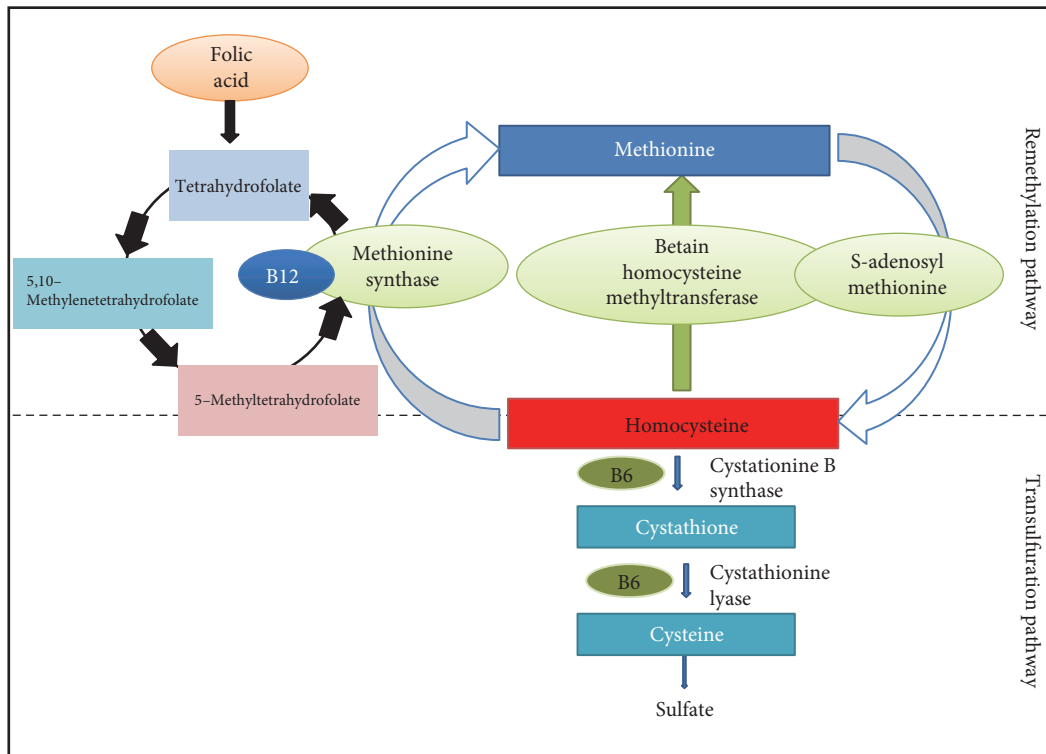 Folic
acid
Tetrahydrofolate
5,10–
Methylenetetrahydrofolate
5–Methyltetrahydrofolate
B12
Methionine
synthase
Methionine
Betain
homocysteine
methyltransferase
S-adenosyl
methionine
Homocysteine
B6
Cystationine B
synthase
Cystathione
B6
Cystathionine
lyase
Cysteine
Sulfate
Remethylation pathway
Transulfuration pathway